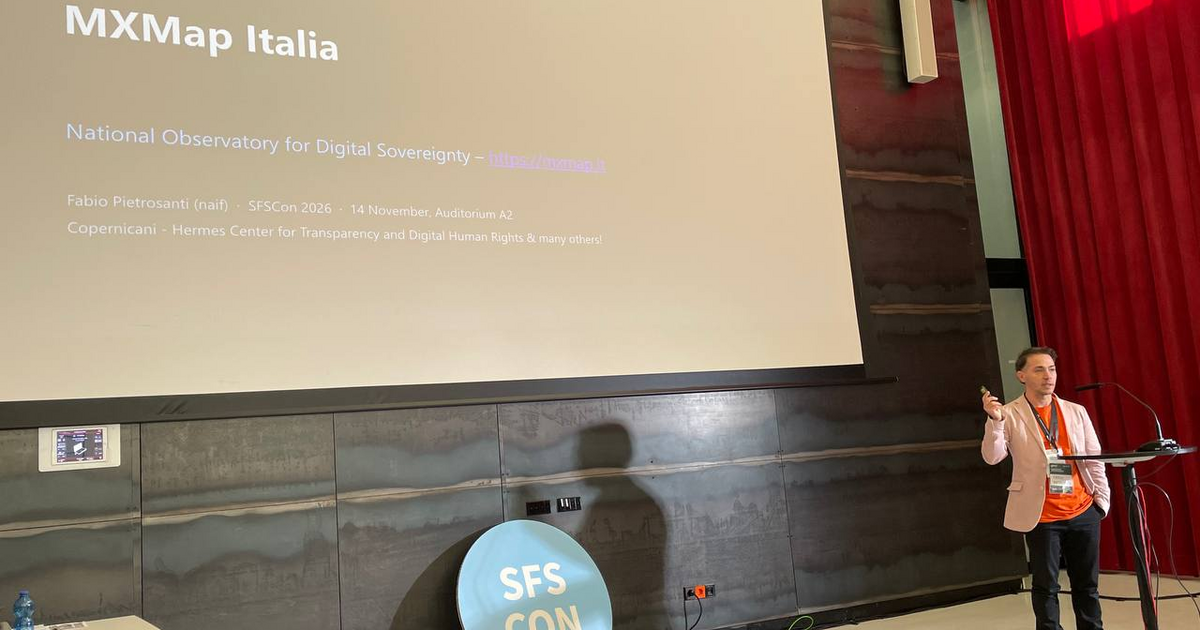 MXMap Italia
National Observatory for Digital Sovereignty – https://mxmap.it
Fabio Pietrosanti (naif) · SFSCon 2026 · 14 November, Auditorium A2
Copernicani - Hermes Center for Transparency and Digital Human Rights & many others!
SFS
CON